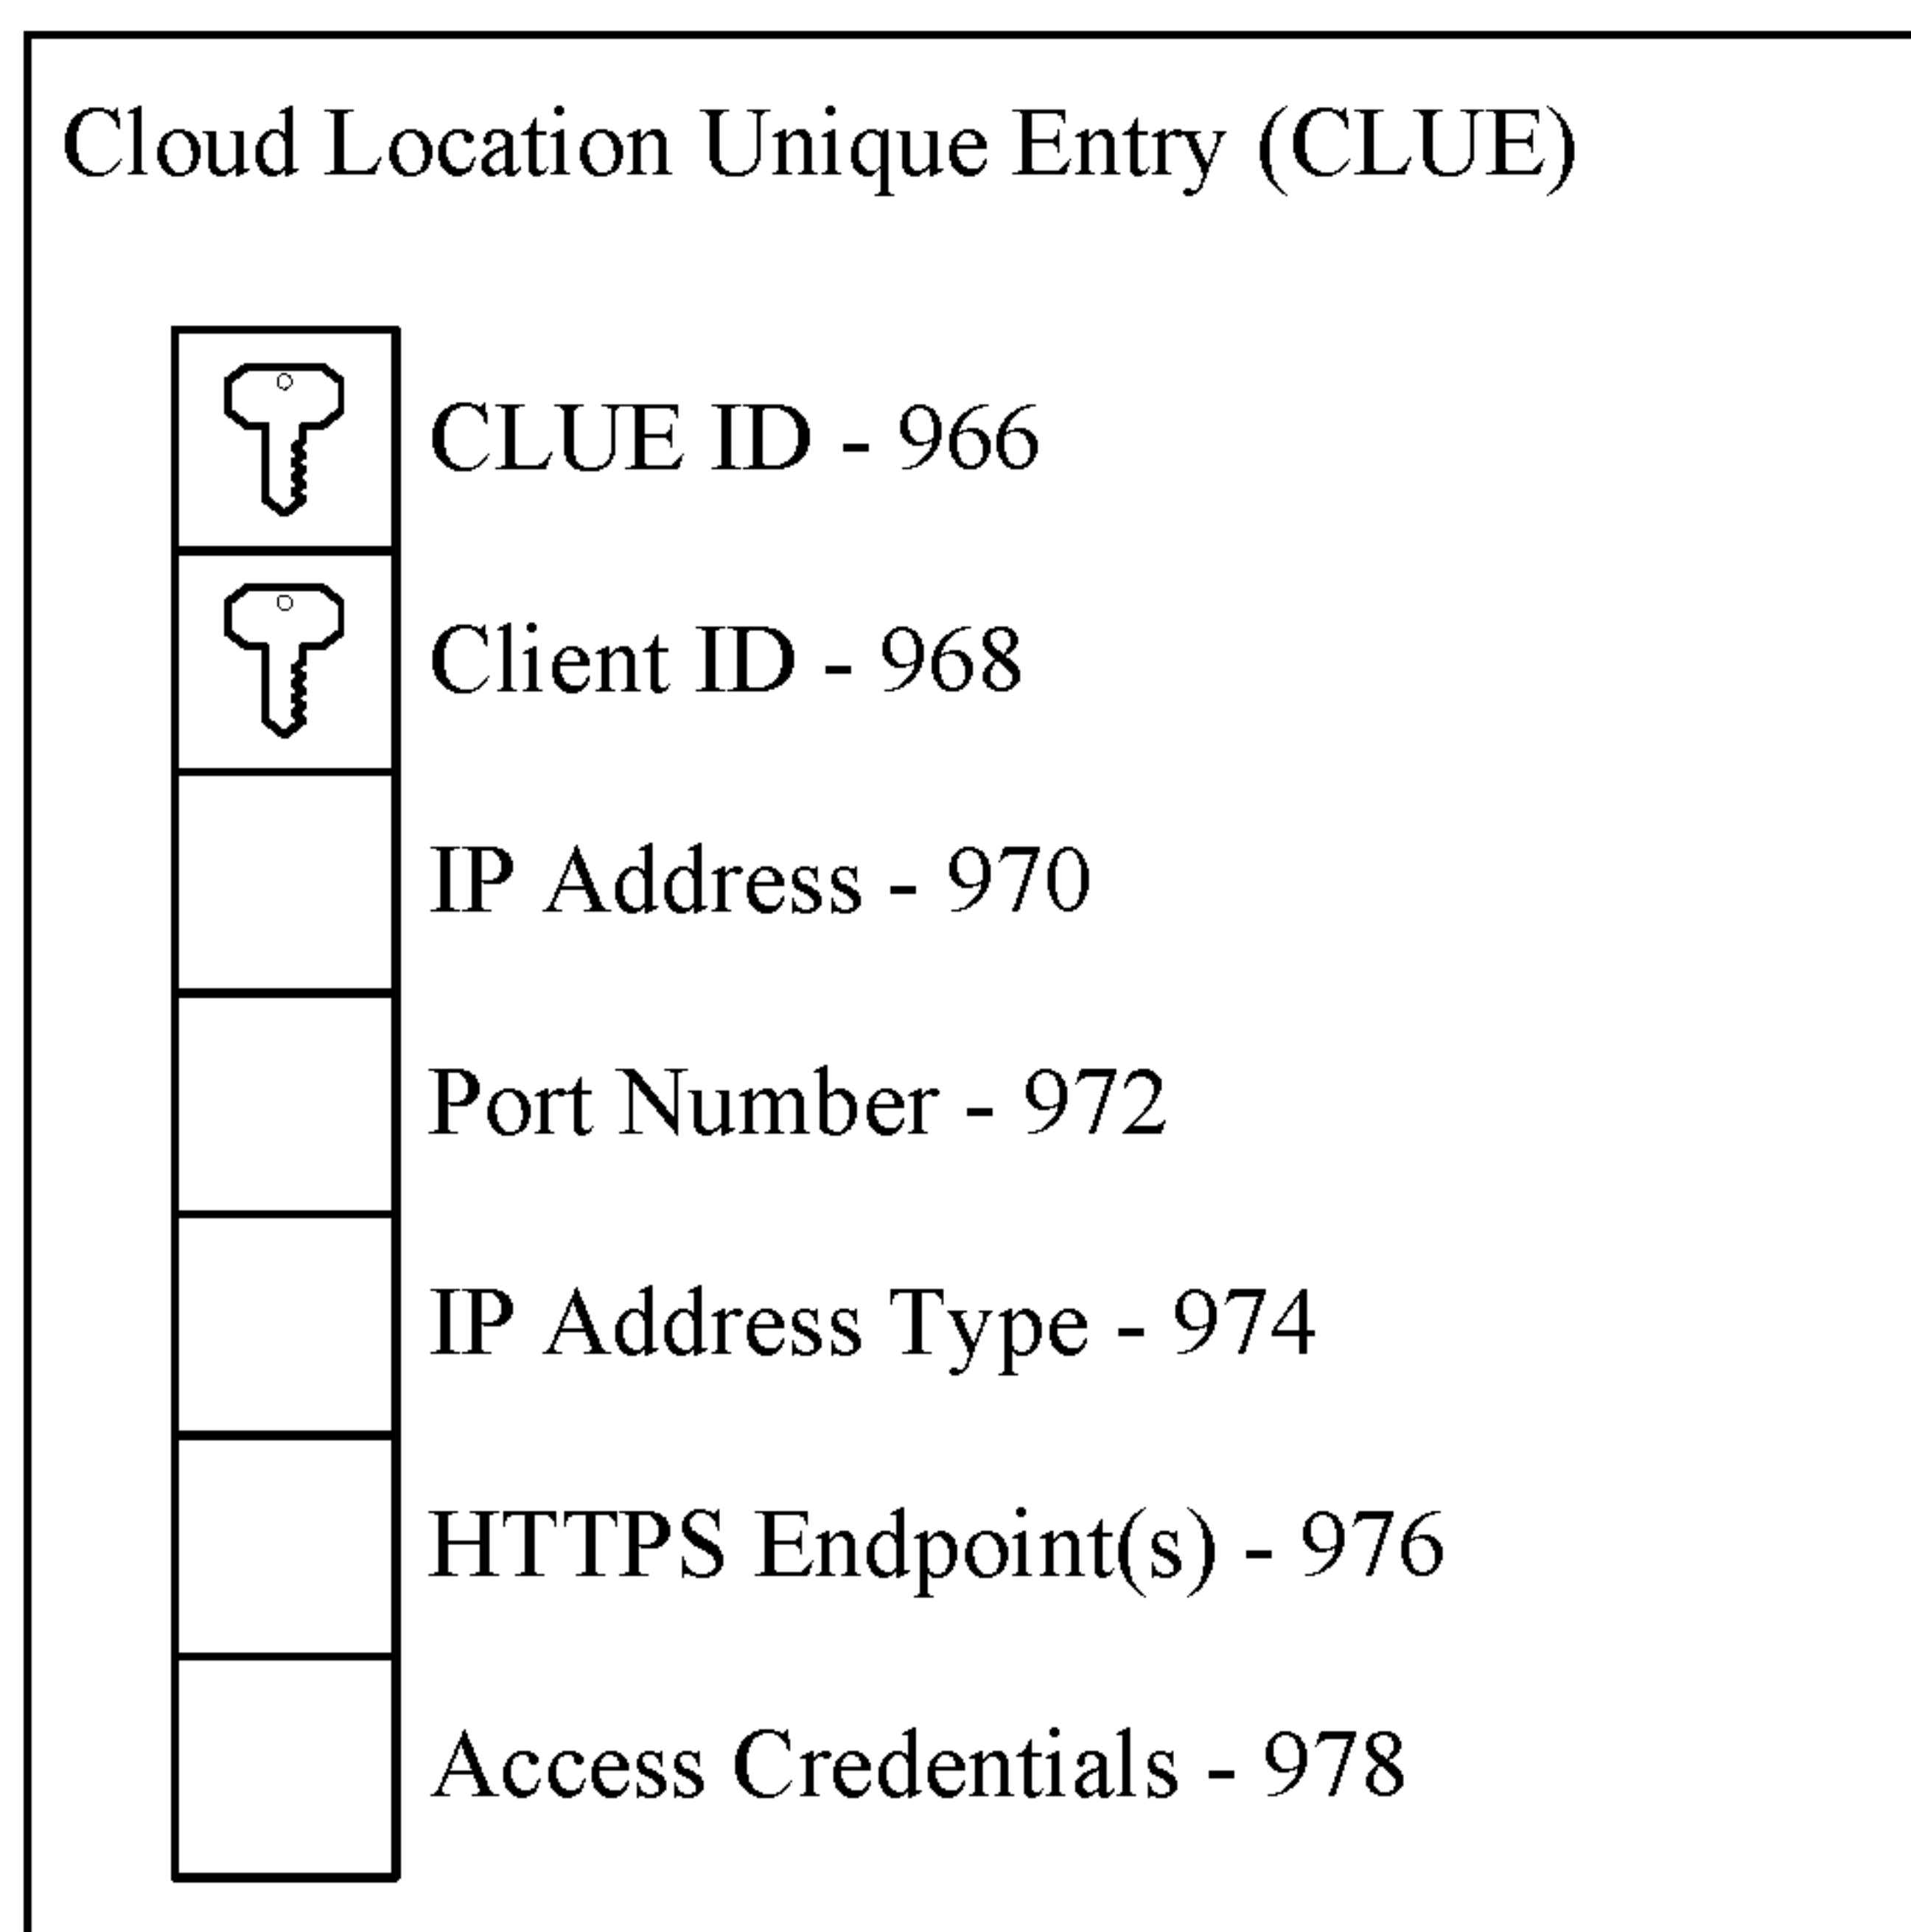 Cloud Location Unique Entry (CLUE)
CLUE ID - 966
Client ID - 968
IP Address - 970
Port Number - 972
IP Address Type - 974
HTTPS Endpoint(s) - 976
Access Credentials - 978